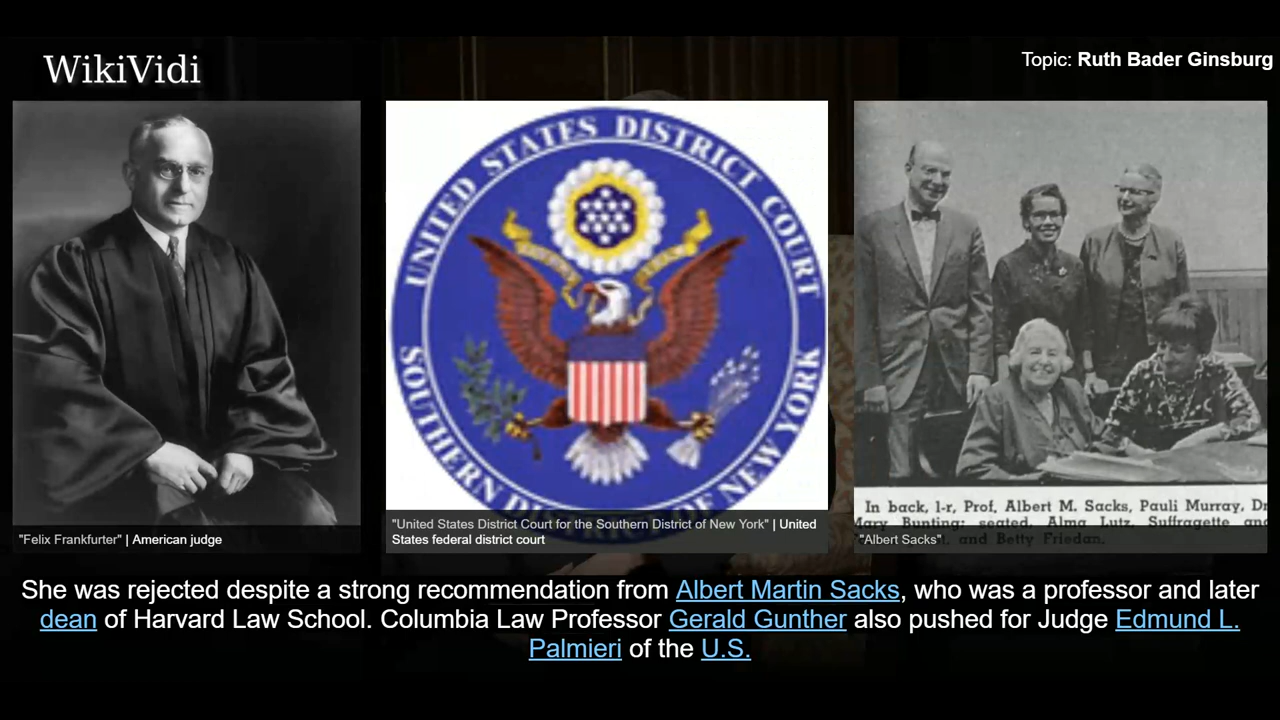 WikiVidi
Topic: Ruth Bader Ginsburg
UNITED STATES DISTRICT COURT
SOUTHERN DISTRICT OF NEW YORK
"Felix Frankfurter" | American judge
"United States District Court for the Southern District of New York" | United
States federal district court
In back, l-r, Prof. Albert M. Sacks, Pauli Murray, Dr
Mary Bunting; seated, Alma Lutz, Suffragette and
and Betty Friedan.
"Albert Sacks"
She was rejected despite a strong recommendation from Albert Martin Sacks, who was a professor and later
dean of Harvard Law School. Columbia Law Professor Gerald Gunther also pushed for Judge Edmund L.
Palmieri of the U.S.